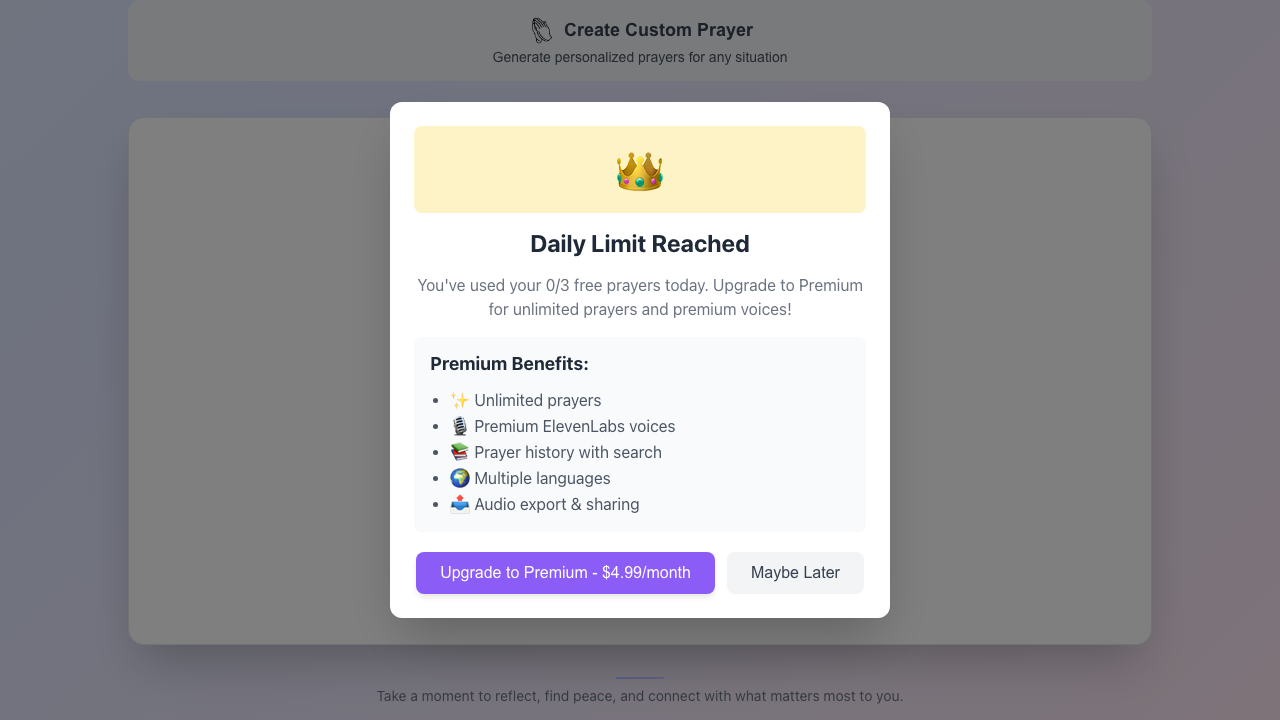 Create Custom Prayer
Generate personalized prayers for any situation
Daily Limit Reached
You've used your 0/3 free prayers today. Upgrade to Premium
for unlimited prayers and premium voices!
Premium Benefits:
• ✨ Unlimited prayers
• 🎙️ Premium ElevenLabs voices
• 📚 Prayer history with search
• 🌍 Multiple languages
• 📤 Audio export & sharing
Upgrade to Premium - $4.99/month
Maybe Later
Take a moment to reflect, find peace, and connect with what matters most to you.